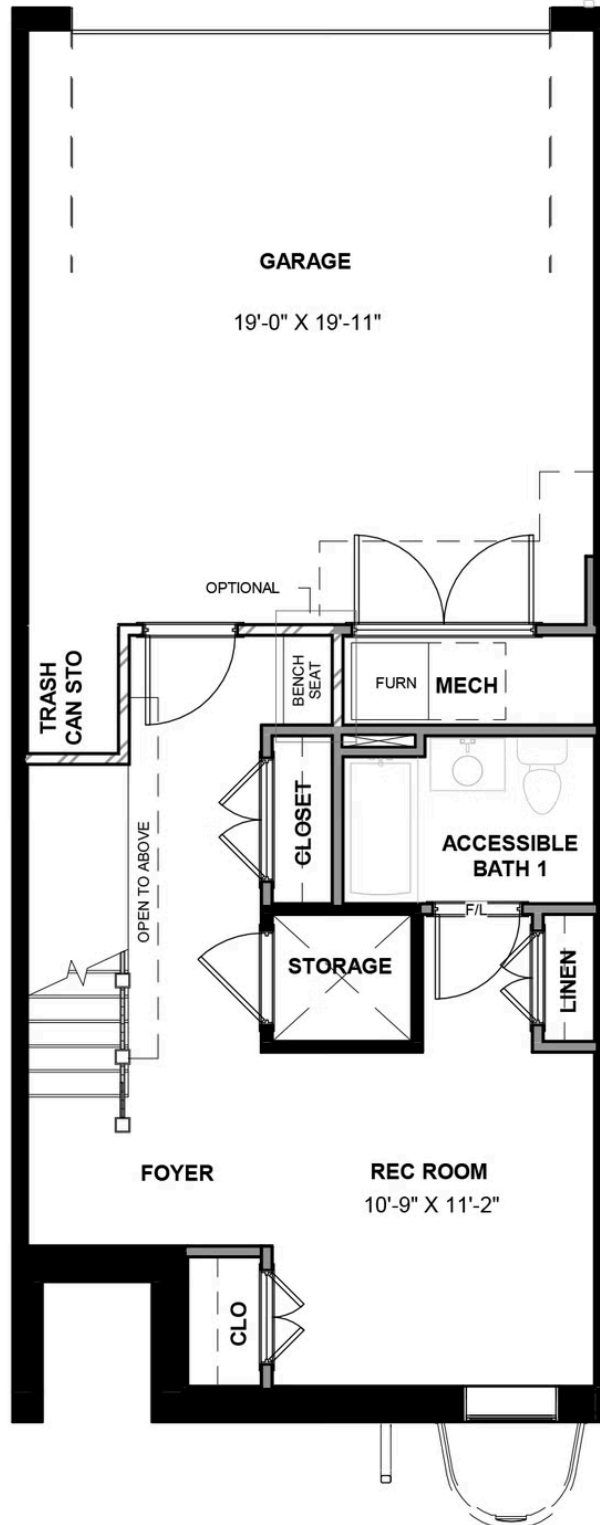 GARAGE
19'-0" X 19'-11"
OPTIONAL
TRASH
CAN STO
BENCH
SEAT
FURN
MECH
OPEN TO ABOVE
CLOSET
ACCESSIBLE
BATH 1
F/L
STORAGE
LINEN
FOYER
REC ROOM
10'-9" X 11'-2"
CLO